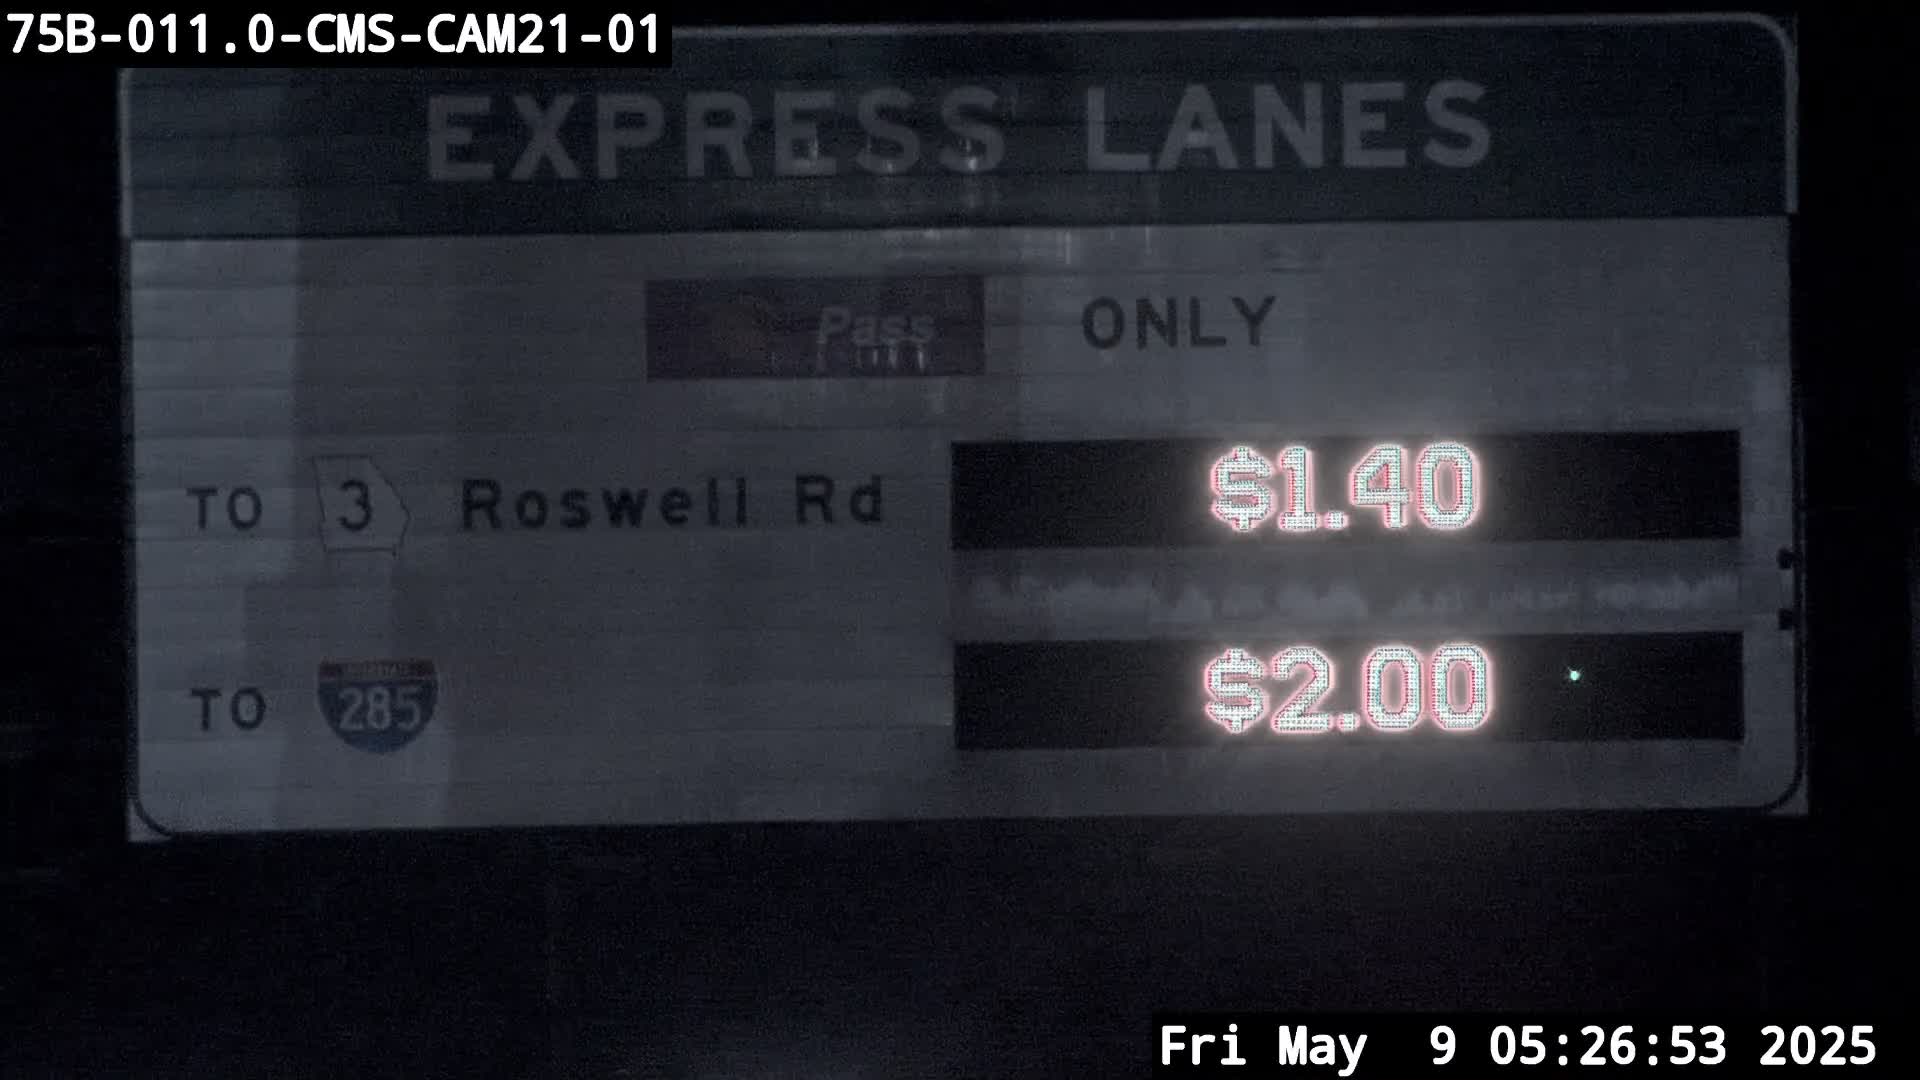 75B-011.0-CMS-CAM21-01
EXPRESS LANES
Pass ONLY
TO 3 Roswell Rd $1.40
INTERSTATE
TO 285 $2.00
Fri May 9 05:26:53 2025